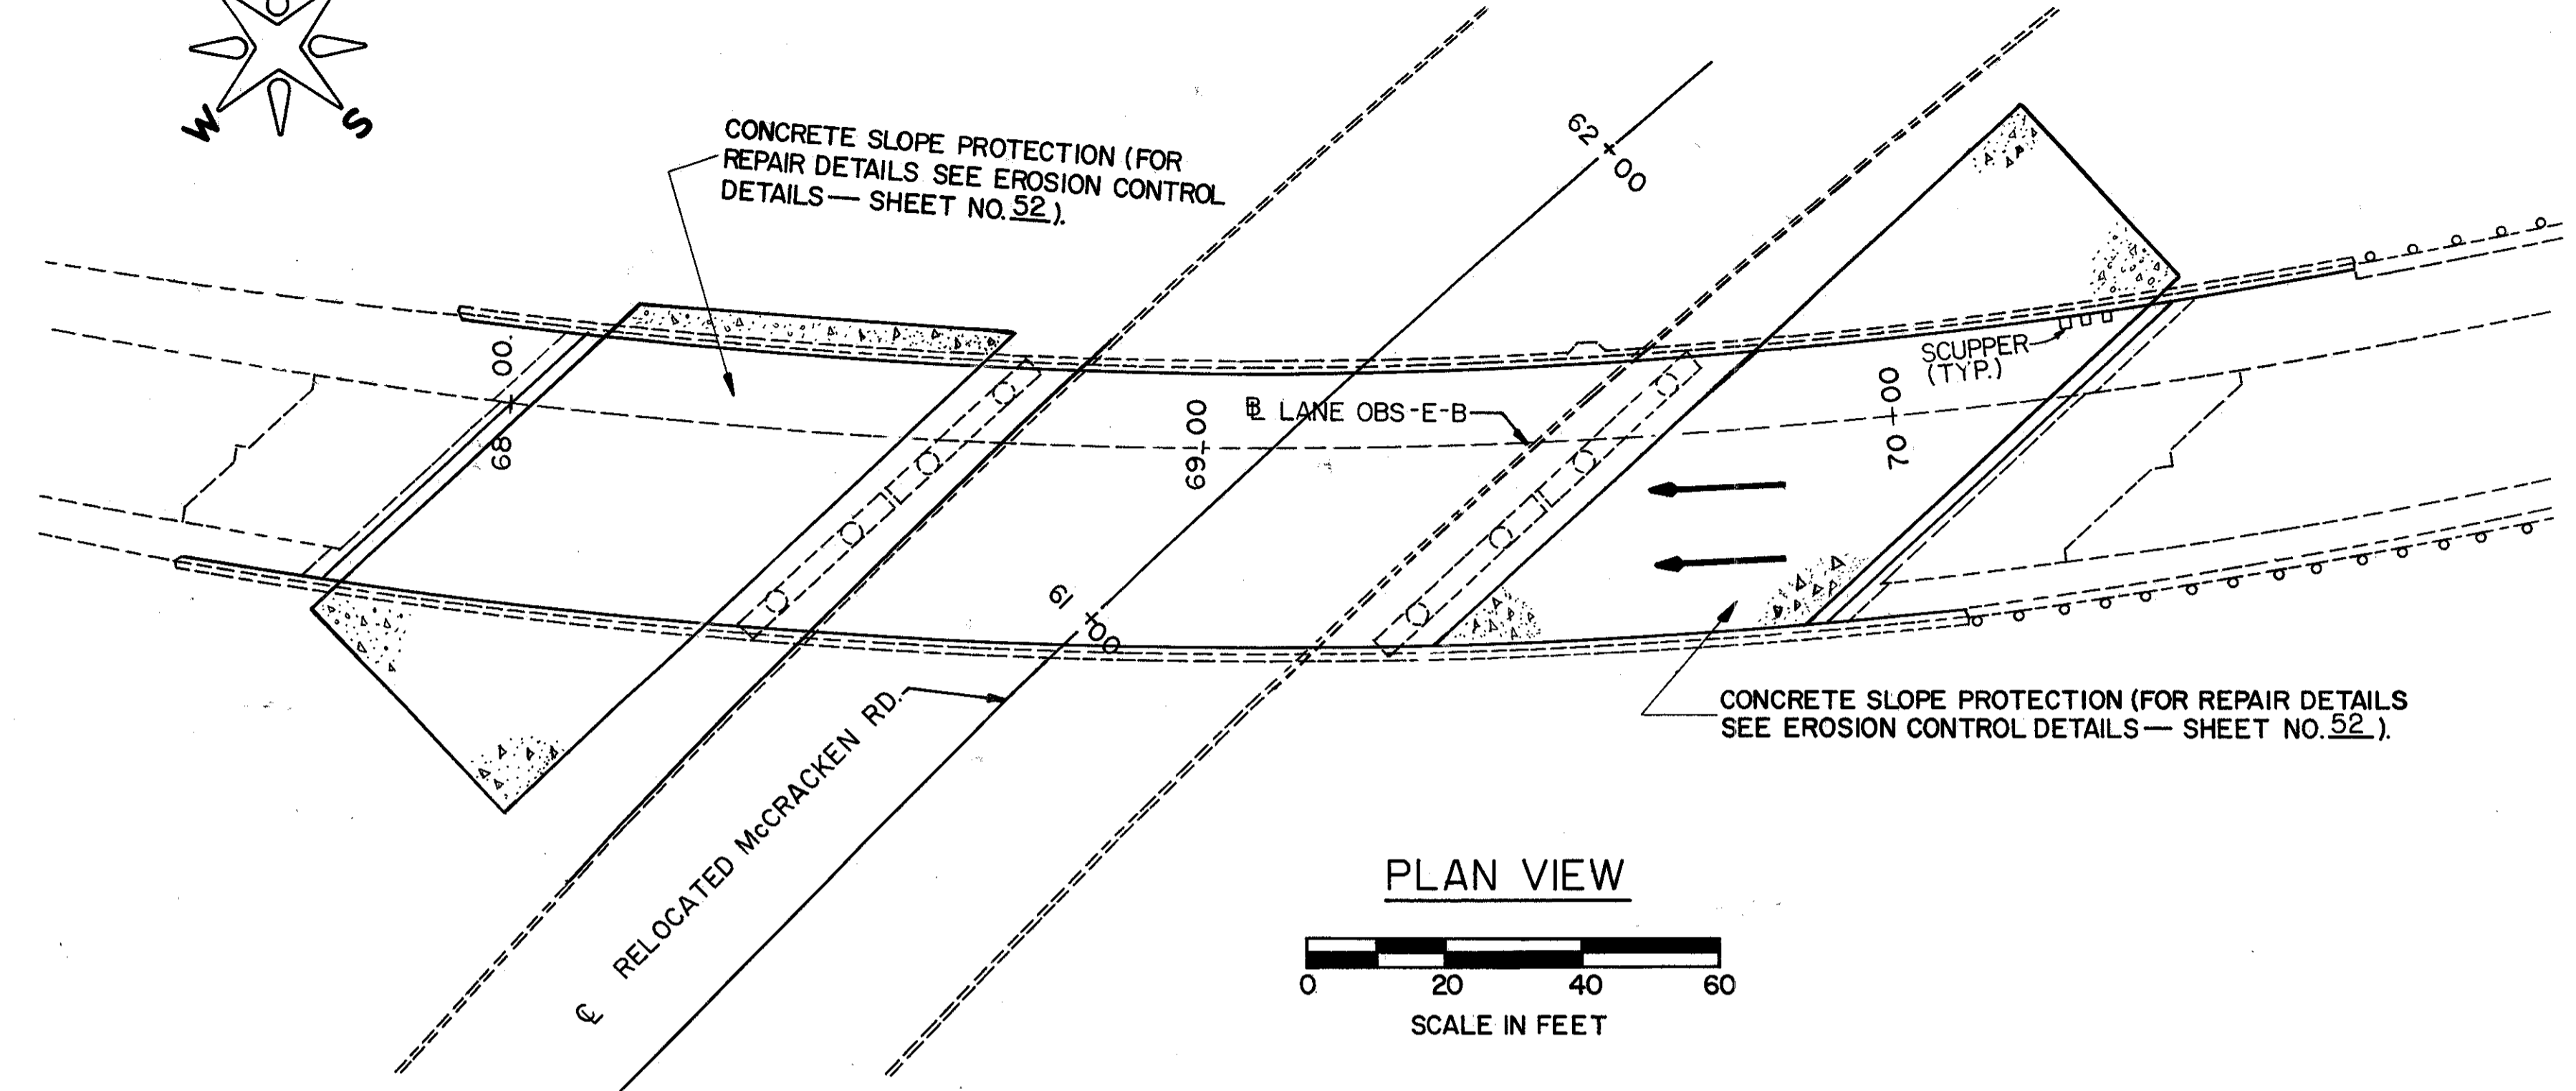 W
S
CONCRETE SLOPE PROTECTION (FOR
REPAIR DETAILS SEE EROSION CONTROL
DETAILS— SHEET NO. 52 ).
62+00
SCUPPER
(TYP.)
68+00
69+00
70+00
℄ LANE OBS-E-B
61+00
CONCRETE SLOPE PROTECTION (FOR REPAIR DETAILS
SEE EROSION CONTROL DETAILS— SHEET NO. 52 ).
℄ RELOCATED McCRACKEN RD.
PLAN VIEW
0 20 40 60
SCALE IN FEET